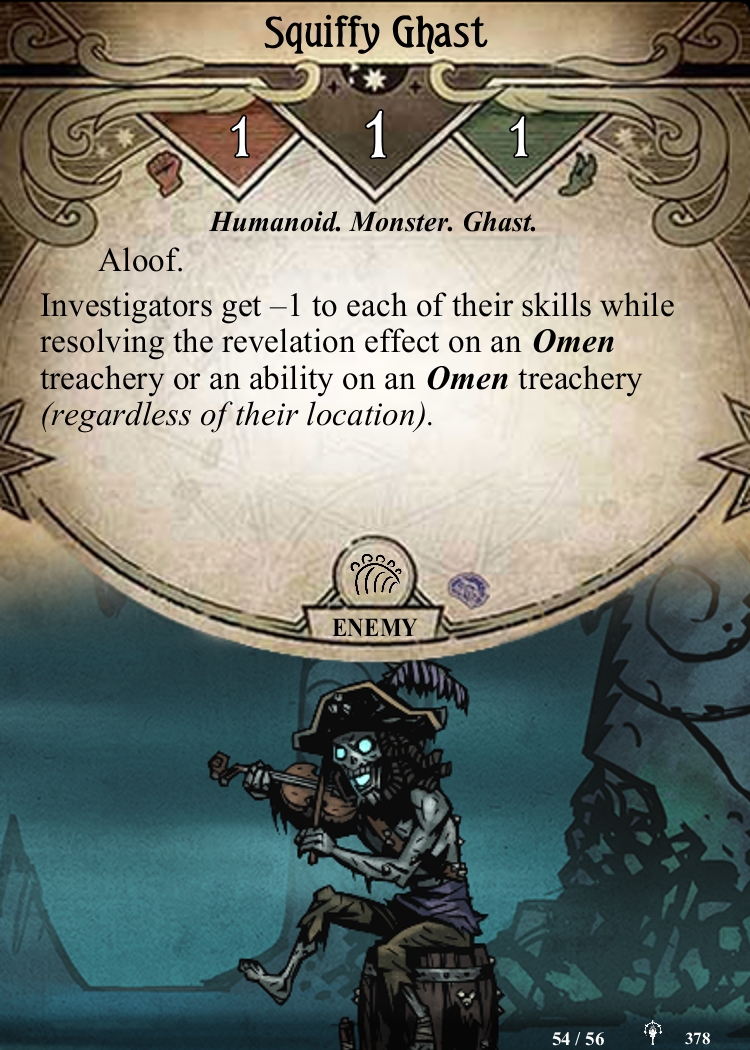 Squiffy Ghast
1 1 1
Humanoid. Monster. Ghast.
Aloof.
Investigators get –1 to each of their skills while
resolving the revelation effect on an Omen
treachery or an ability on an Omen treachery
(regardless of their location).
ENEMY
54 / 56 378